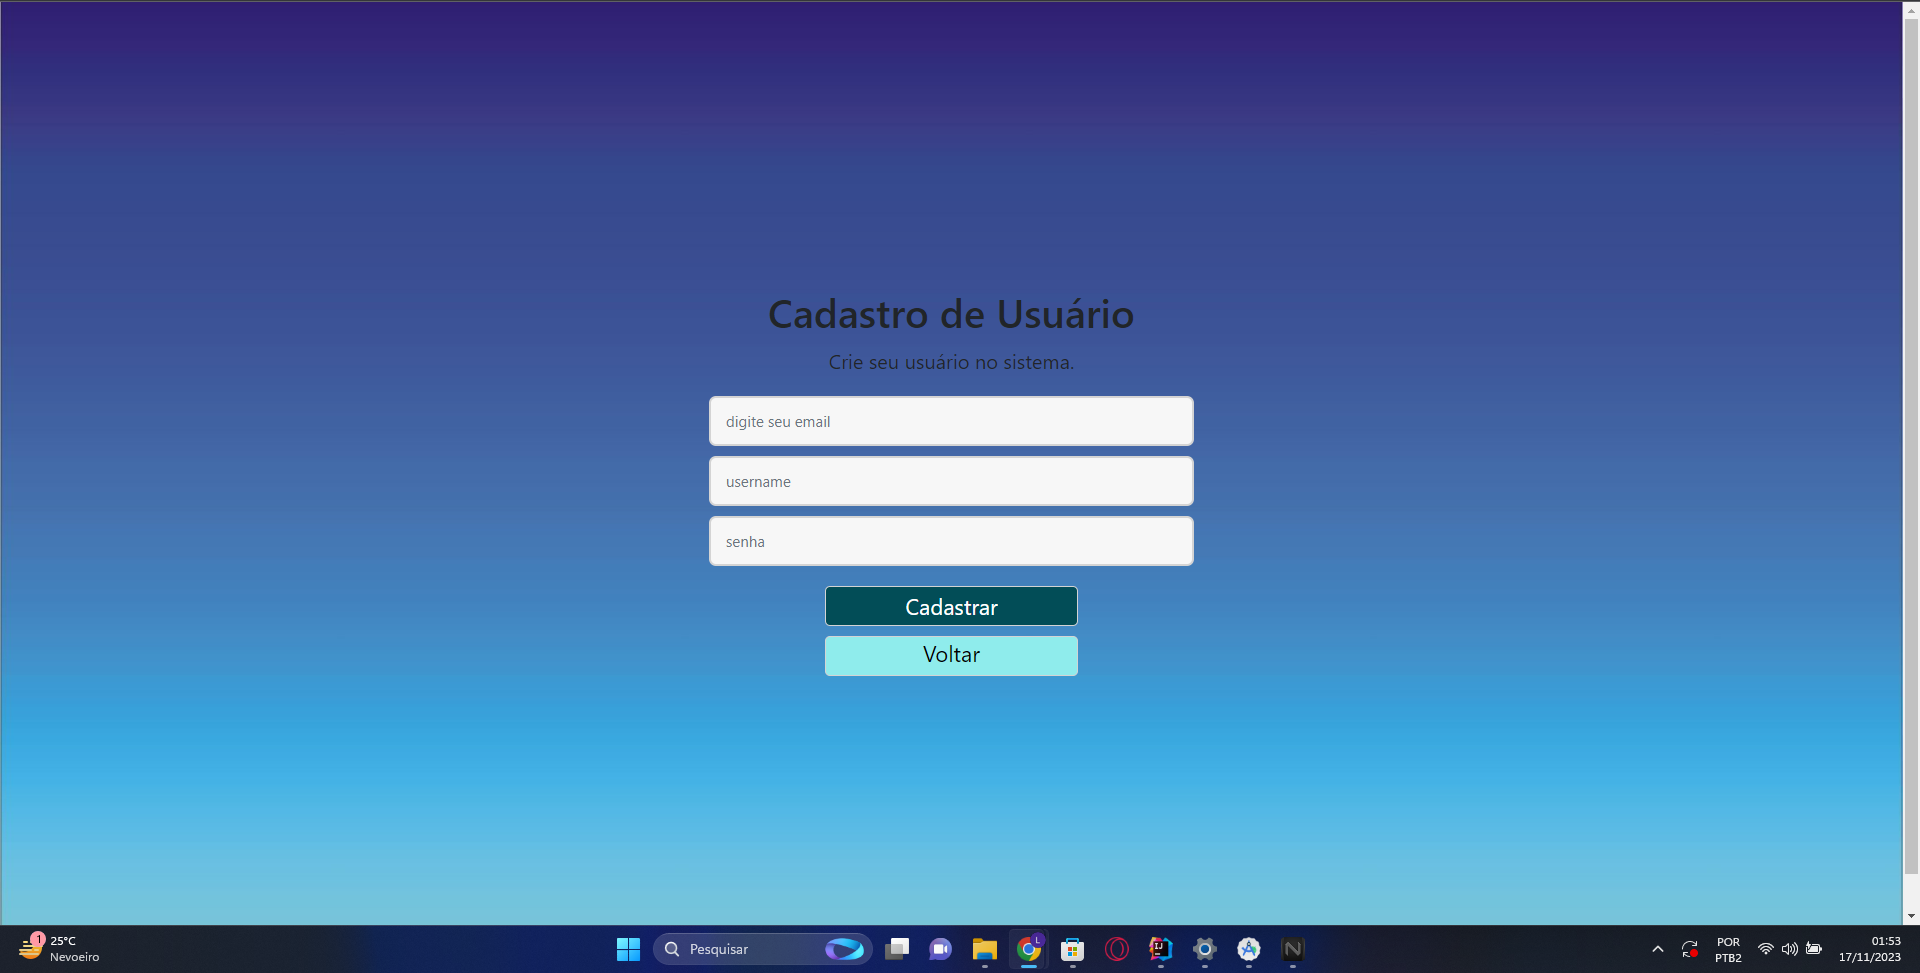 Cadastro de Usuário
Crie seu usuário no sistema.
digite seu email
username
senha
Cadastrar
Voltar
1
25°C
Nevoeiro
Pesquisar
L
IJ
N
POR
PTB2
01:53
17/11/2023